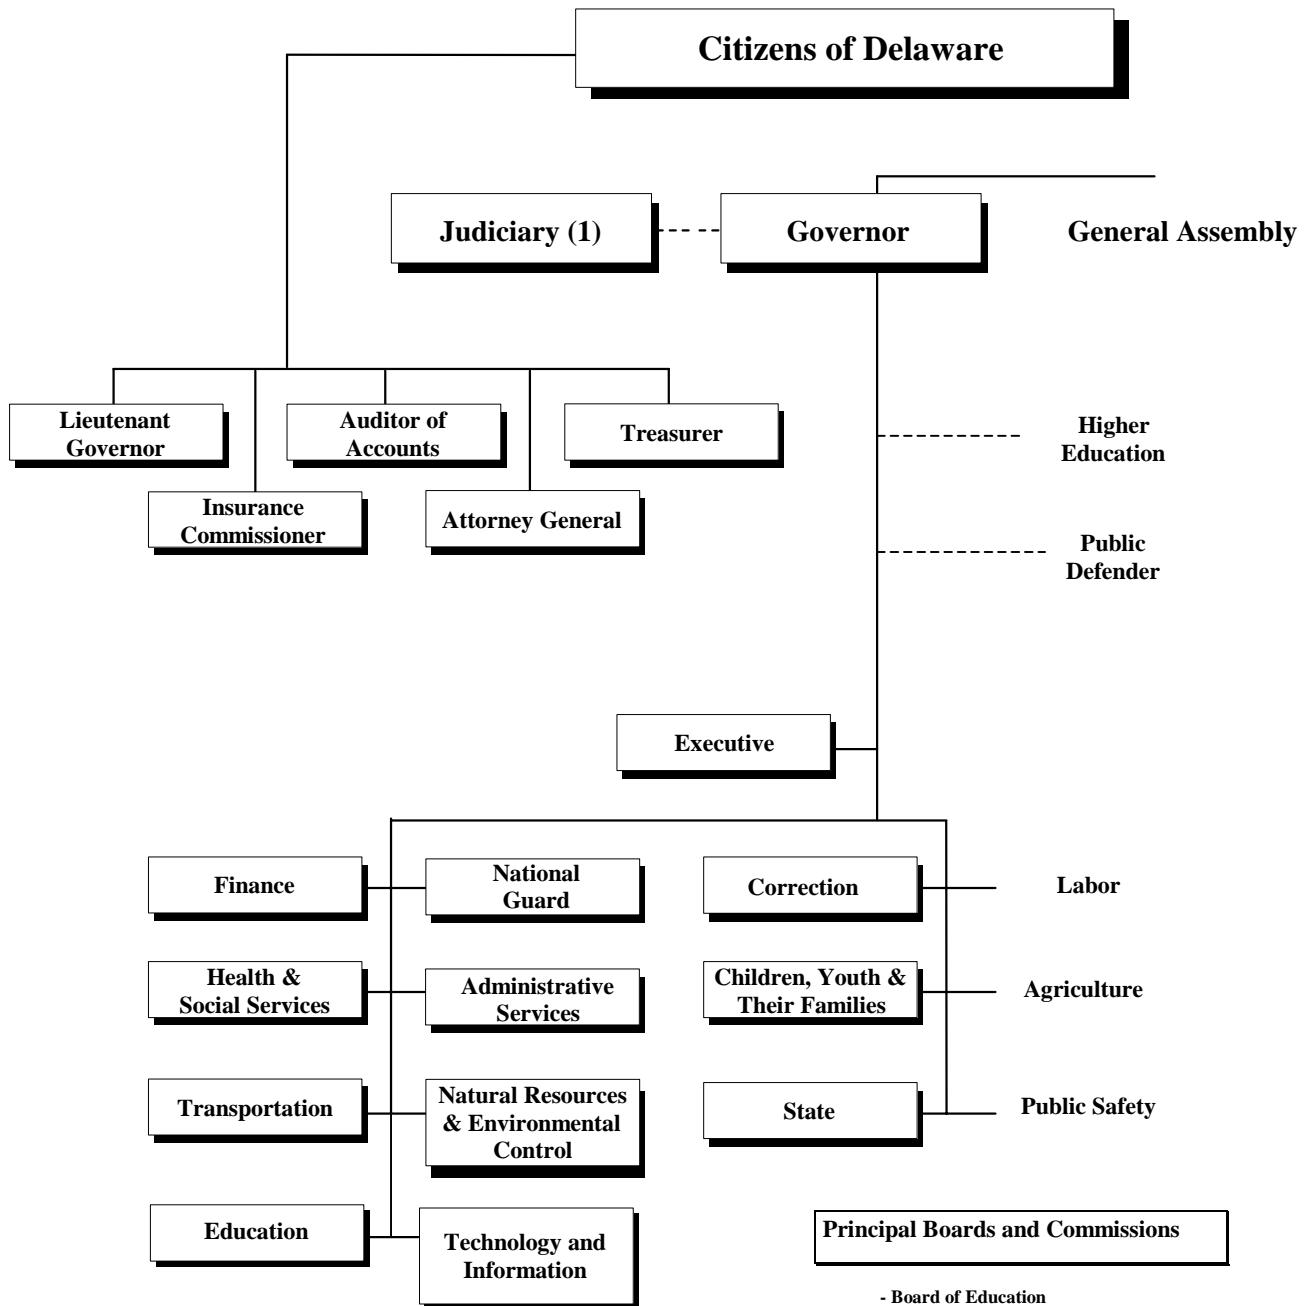 Citizens of Delaware
Judiciary (1)
Governor
General Assembly
Lieutenant
Governor
Auditor of
Accounts
Treasurer
Higher
Education
Insurance
Commissioner
Attorney General
Public
Defender
Executive
Finance
National
Guard
Correction
Labor
Health &
Social Services
Administrative
Services
Children, Youth &
Their Families
Agriculture
Transportation
Natural Resources
& Environmental
Control
State
Public Safety
Education
Technology and
Information
Principal Boards and Commissions
- Board of Education